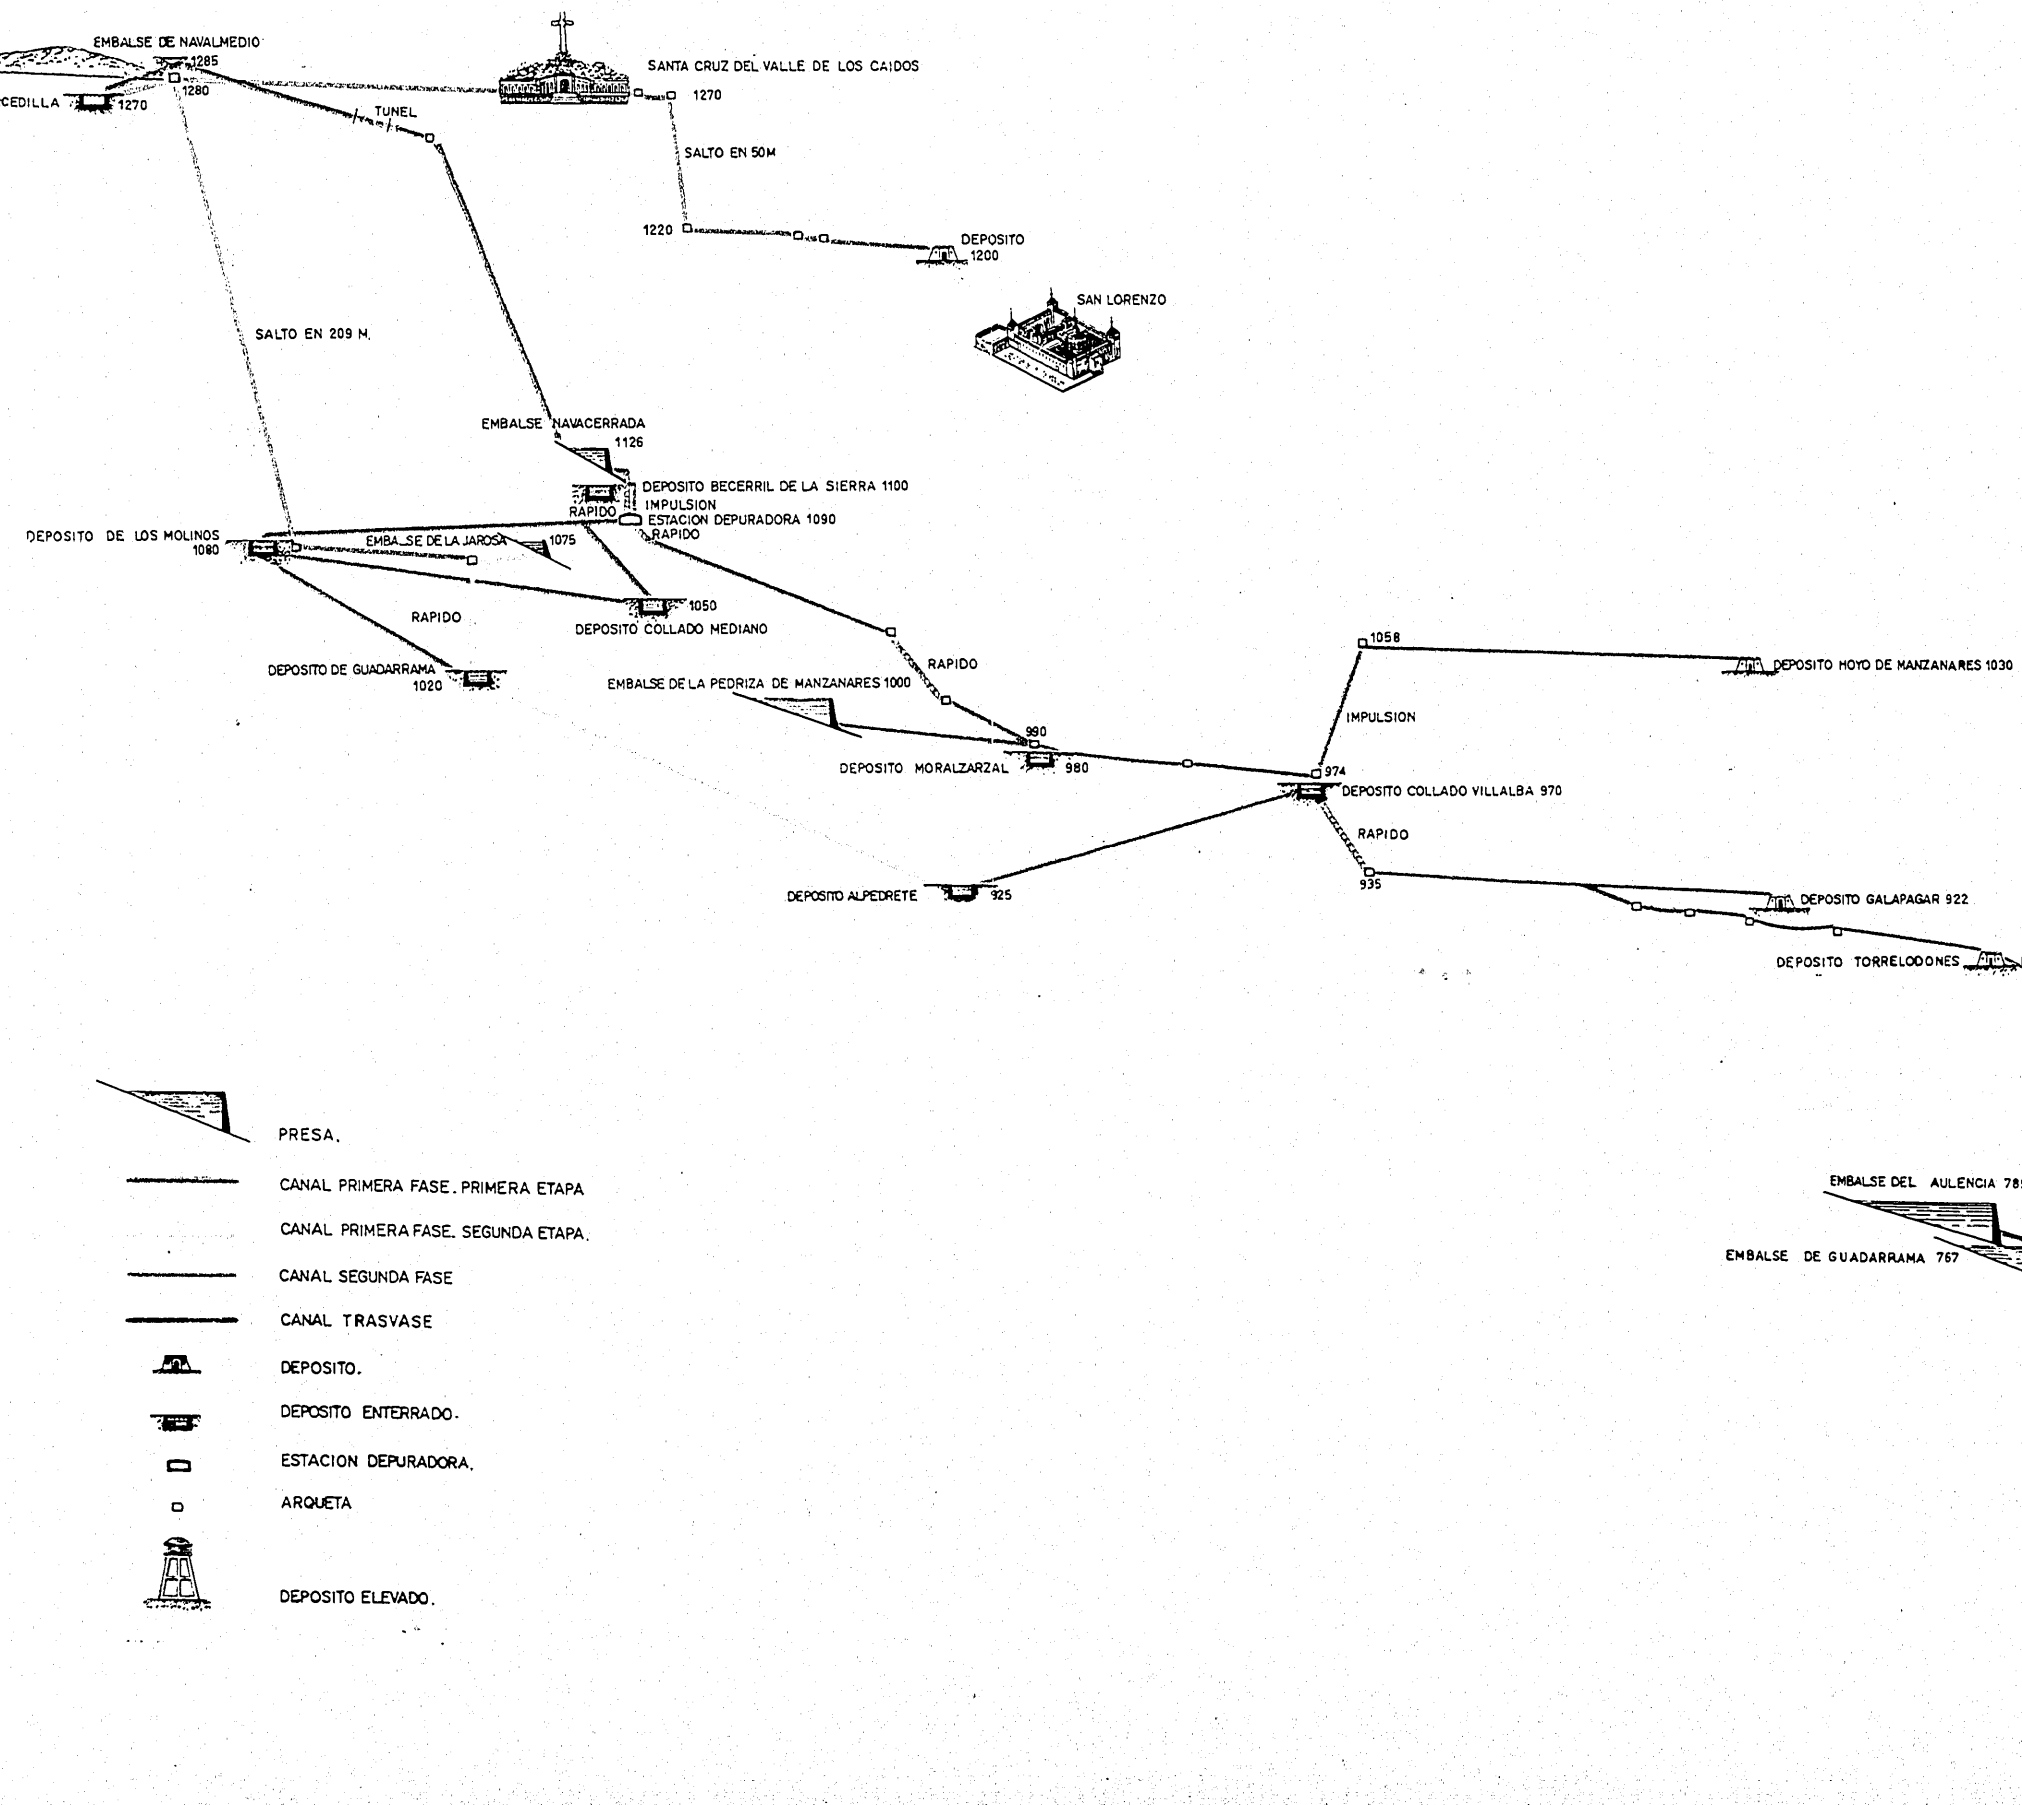 EMBALSE DE NAVALMEDIO
1285
1280
CEDILLA
1270
TUNEL
SANTA CRUZ DEL VALLE DE LOS CAIDOS
1270
SALTO EN 50M
1220
DEPOSITO
1200
SAN LORENZO
SALTO EN 209 M.
EMBALSE NAVACERRADA
1126
DEPOSITO BECERRIL DE LA SIERRA 1100
IMPULSION
RAPIDO
ESTACION DEPURADORA 1090
RAPIDO
DEPOSITO DE LOS MOLINOS
1080
EMBALSE DE LA JAROSA
1075
1050
DEPOSITO COLLADO MEDIANO
RAPIDO
DEPOSITO DE GUADARRAMA
1020
RAPIDO
EMBALSE DE LA PEDRIZA DE MANZANARES 1000
990
DEPOSITO MORALZARZAL
980
1058
DEPOSITO HOYO DE MANZANARES 1030
IMPULSION
974
DEPOSITO COLLADO VILLALBA 970
RAPIDO
935
DEPOSITO ALPEDRETE
925
DEPOSITO GALAPAGAR 922
DEPOSITO TORRELODONES
PRESA.
CANAL PRIMERA FASE. PRIMERA ETAPA
CANAL PRIMERA FASE. SEGUNDA ETAPA.
CANAL SEGUNDA FASE
CANAL TRASVASE
DEPOSITO.
DEPOSITO ENTERRADO.
ESTACION DEPURADORA.
ARQUETA
DEPOSITO ELEVADO.
EMBALSE DEL AULENCIA
EMBALSE DE GUADARRAMA 767